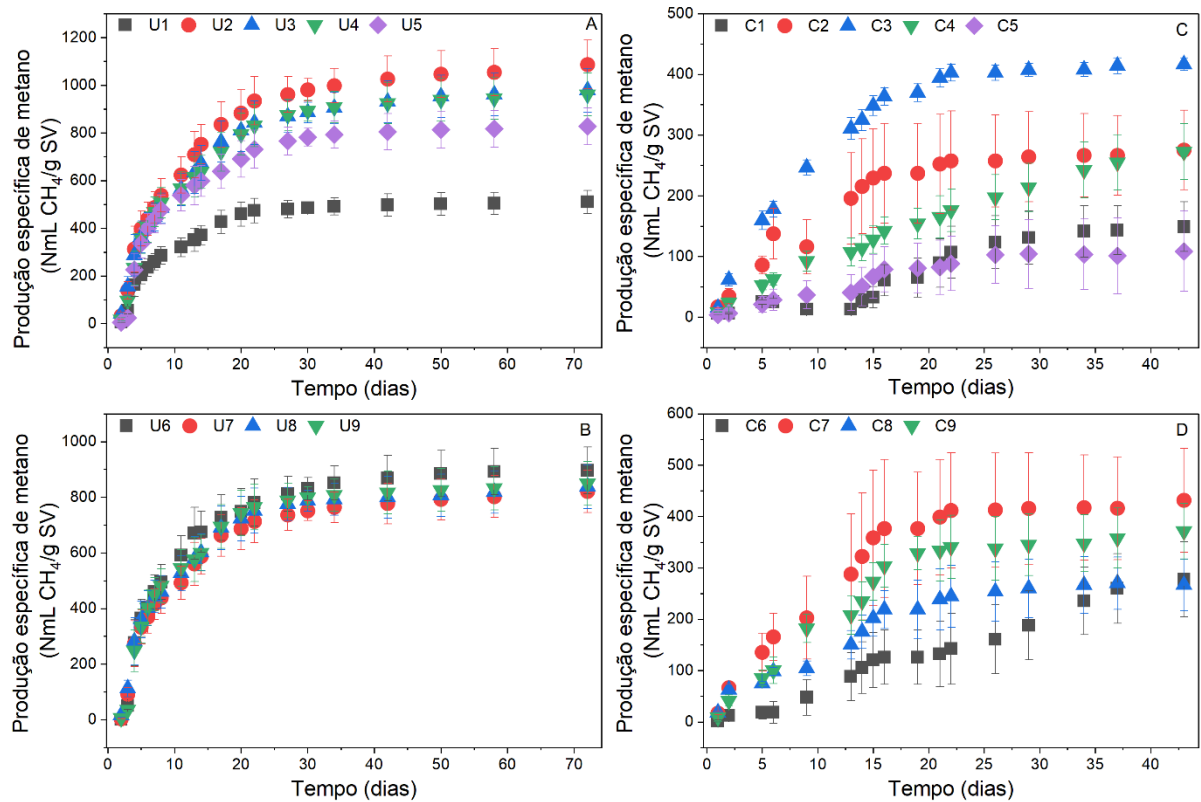 U1 U2 U3 U4 U5 A
1200
1000
800
600
400
200
0
0 10 20 30 40 50 60 70
Produção específica de metano
(NmL CH₄/g SV)
Tempo (dias)
C1 C2 C3 C4 C5 C
500
400
300
200
100
0
0 5 10 15 20 25 30 35 40
Produção específica de metano
(NmL CH₄/g SV)
Tempo (dias)
U6 U7 U8 U9 B
1000
800
600
400
200
0
0 10 20 30 40 50 60 70
Produção específica de metano
(NmL CH₄/g SV)
Tempo (dias)
C6 C7 C8 C9 D
600
500
400
300
200
100
0
0 5 10 15 20 25 30 35 40
Produção específica de metano
(NmL CH₄/g SV)
Tempo (dias)